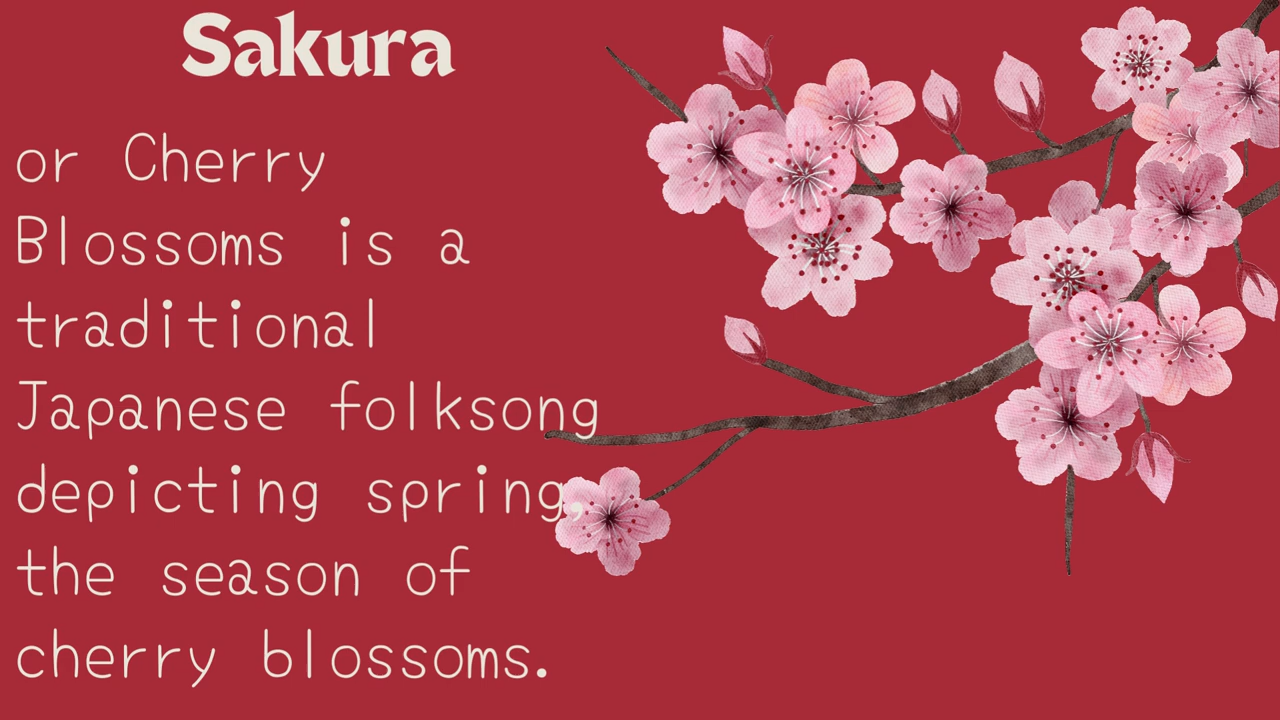 Sakura
or Cherry
Blossoms is a
traditional
Japanese folksong
depicting spring,
the season of
cherry blossoms.